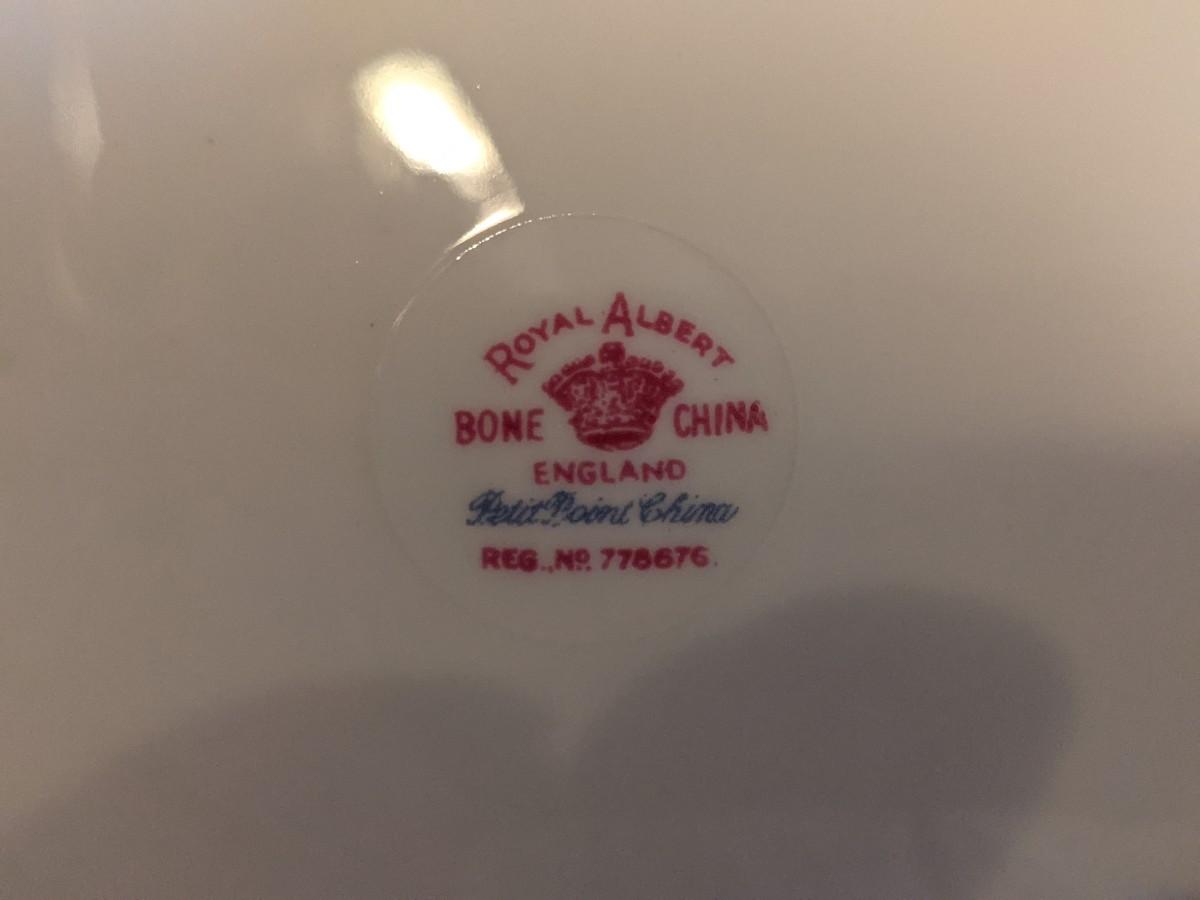 ROYAL ALBERT
BONE CHINA
ENGLAND
Petit Point China
REG., Nº. 778676.